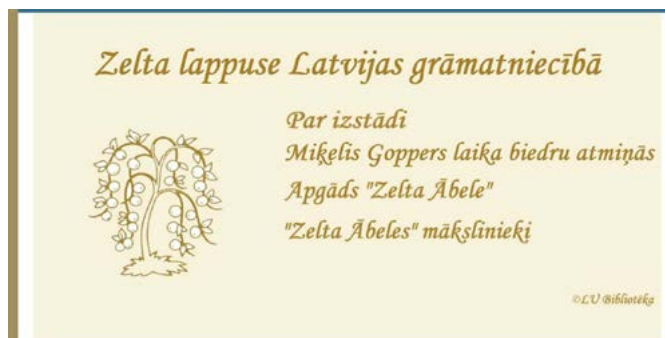 Zelta lappuse Latvijas grāmatniecībā
Par izstādi
Miķelis Goppers laika biedru atmiņās
Apgāds "Zelta Ābele"
"Zelta Ābeles" mākslinieki
©LU Bibliotēka